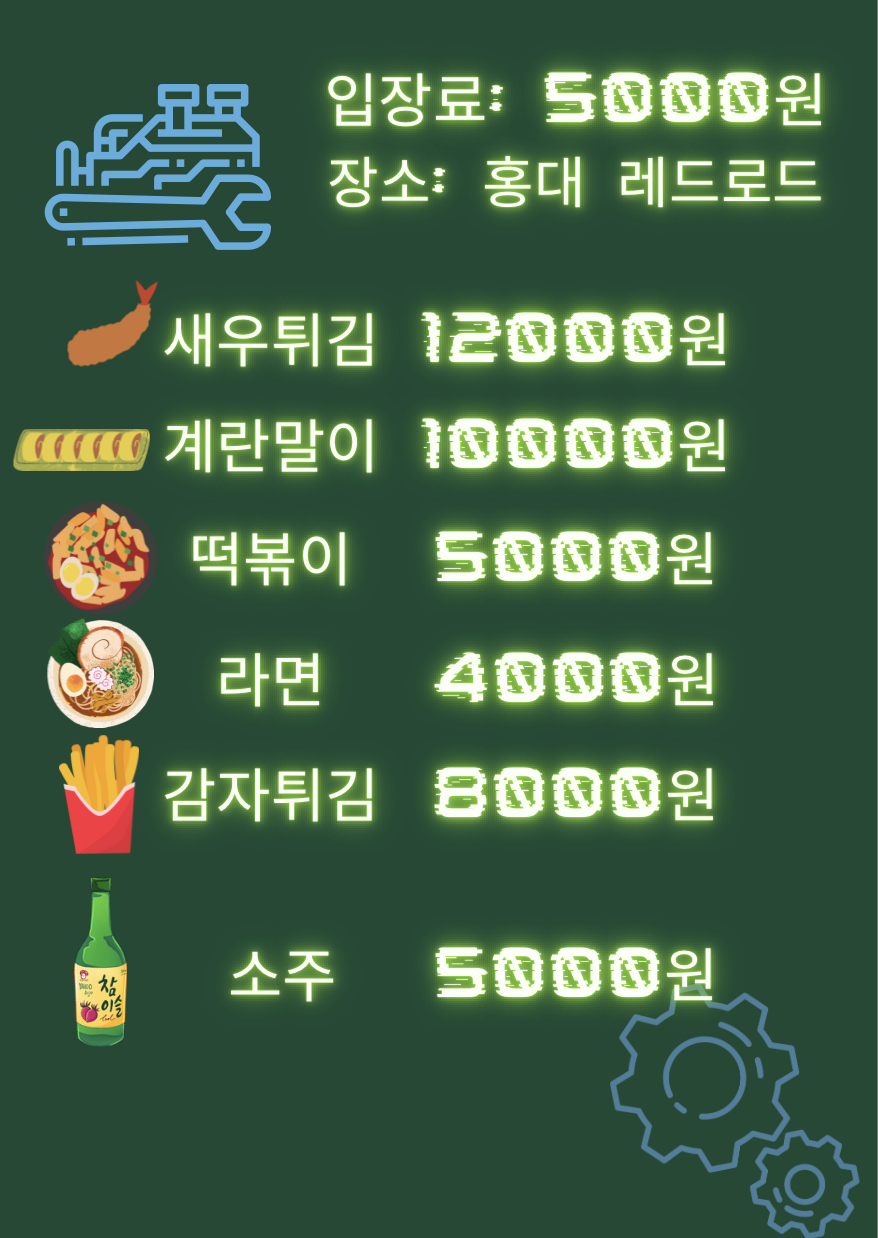 입장료: 5000원
장소: 홍대 레드로드
새우튀김 12000원
계란말이 10000원
떡볶이 5000원
라면 4000원
감자튀김 8000원
소주 5000원
참이슬